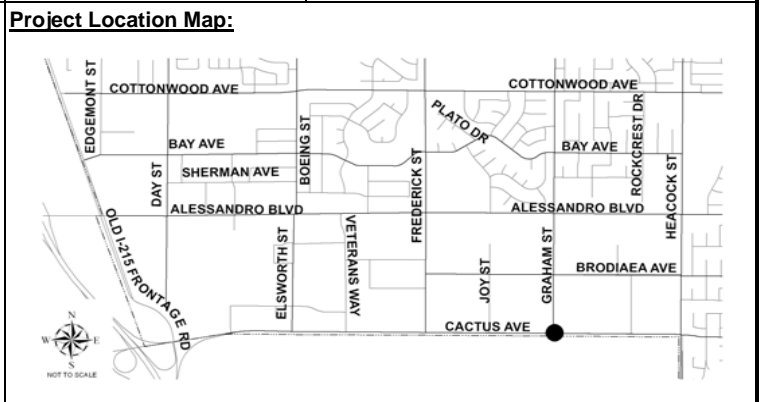 Project Location Map:
EDGEMONT ST
COTTONWOOD AVE
COTTONWOOD AVE
PLATO DR
ROCKCREST DR
BOEING ST
BAY AVE
BAY AVE
SHERMAN AVE
DAY ST
FREDERICK ST
HEACOCK ST
ALESSANDRO BLVD
ALESSANDRO BLVD
OLD I-215 FRONTAGE RD
ELSWORTH ST
VETERANS WAY
JOY ST
GRAHAM ST
BRODIAEA AVE
CACTUS AVE
N
W E
S
NOT TO SCALE